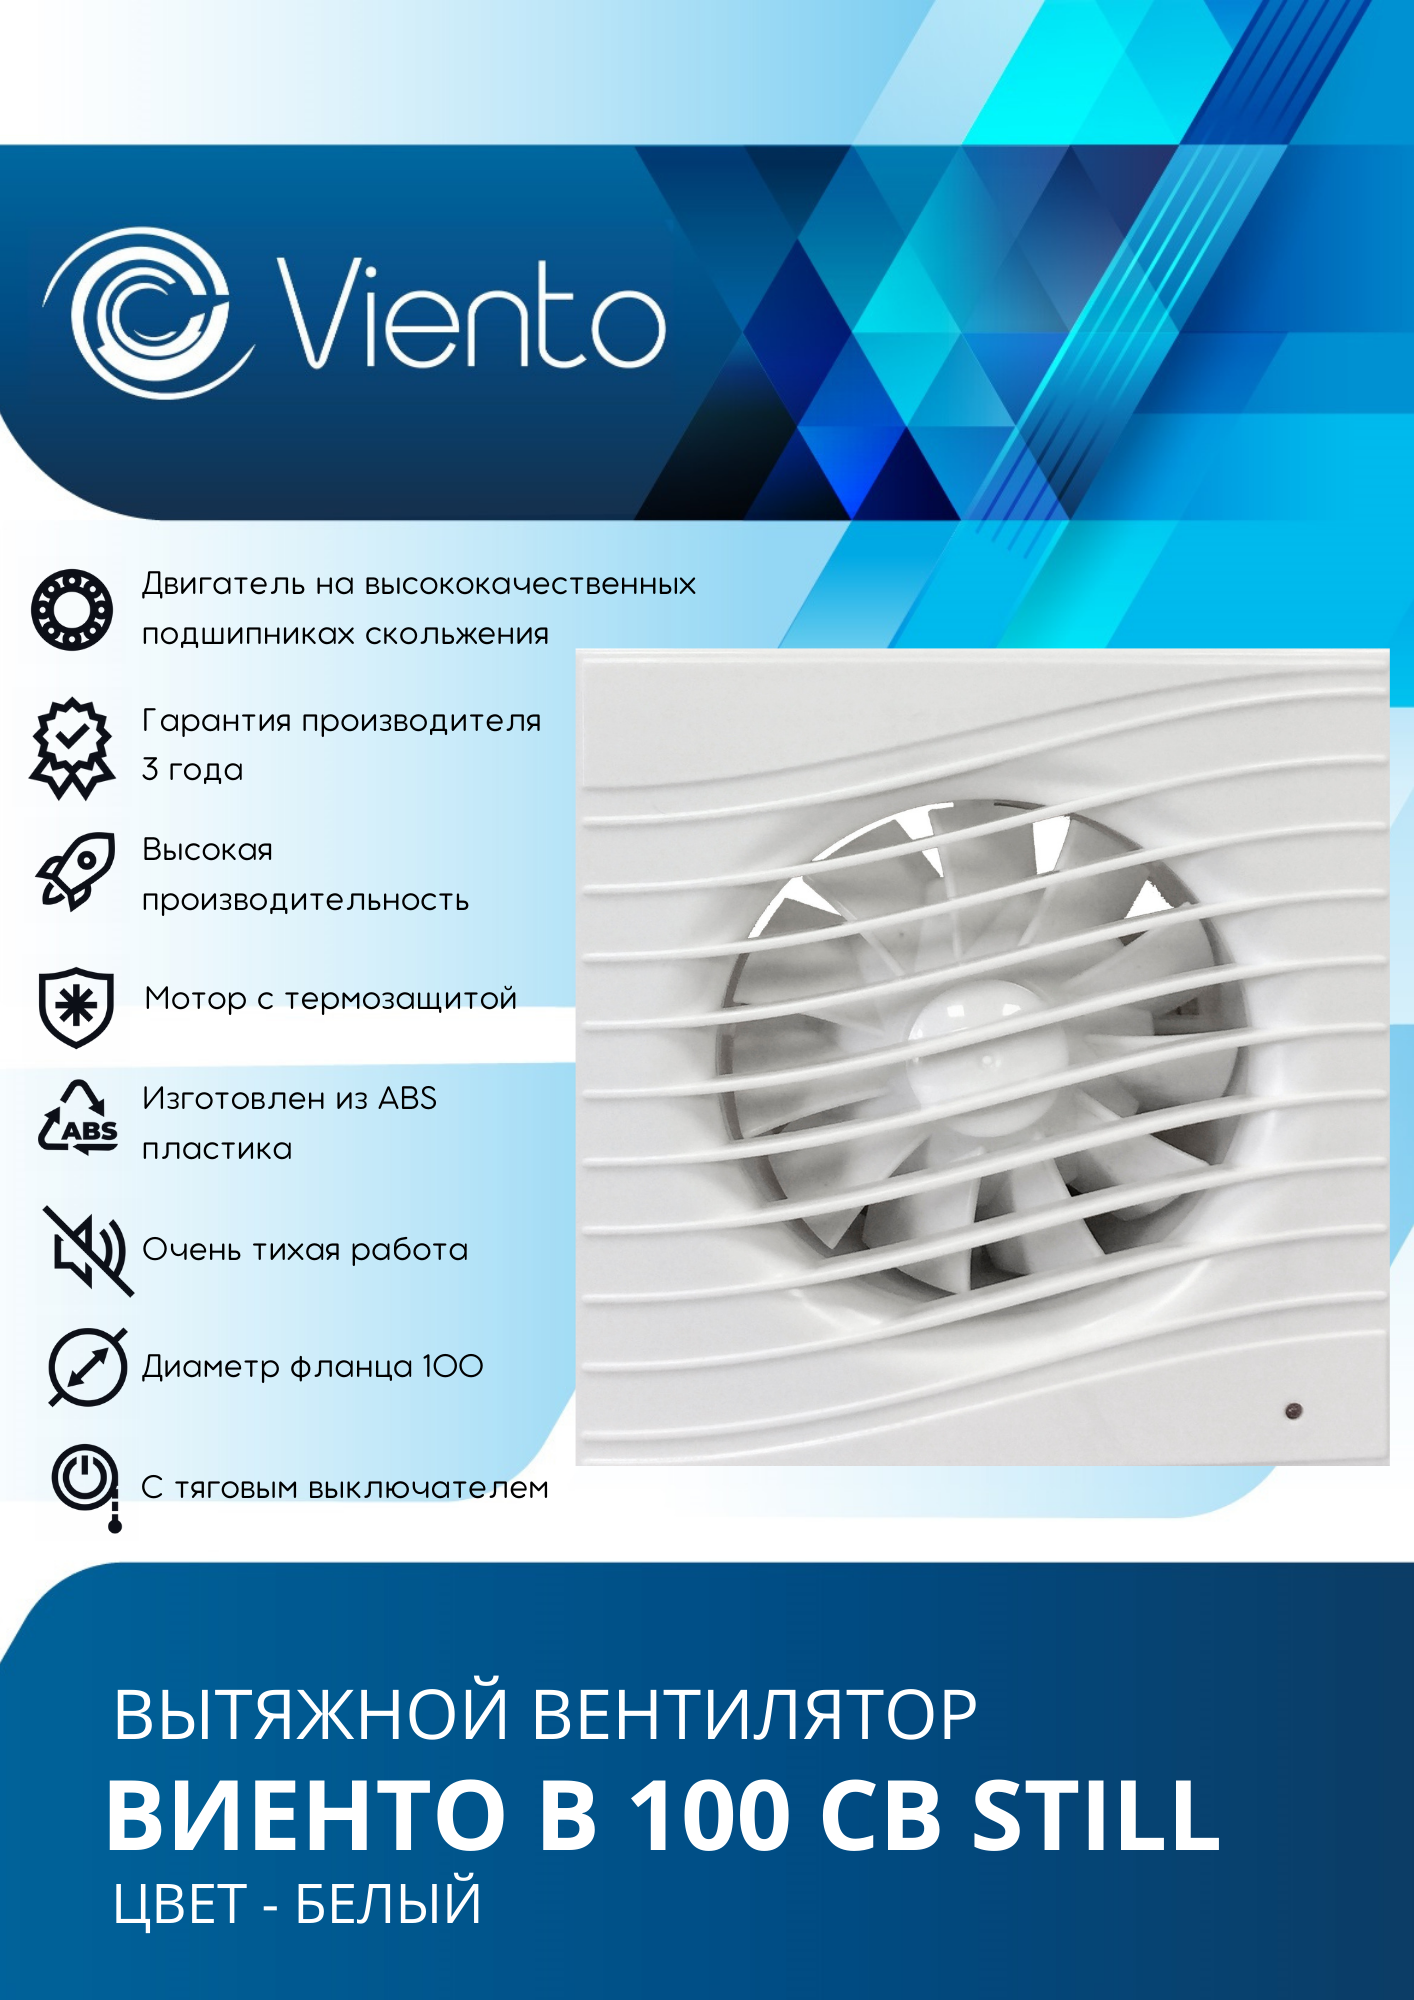 Viento
Двигатель на высококачественных
подшипниках скольжения
Гарантия производителя
3 года
Высокая
производительность
Мотор с термозащитой
ABS
Изготовлен из ABS
пластика
Очень тихая работа
Диаметр фланца 100
С тяговым выключателем
ВЫТЯЖНОЙ ВЕНТИЛЯТОР
ВИЕНТО В 100 СВ STILL
ЦВЕТ - БЕЛЫЙ